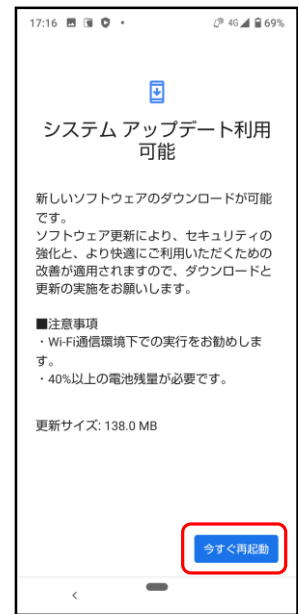 17:16 4G 69%
システム アップデート利用
可能
新しいソフトウェアのダウンロードが可能
です。
ソフトウェア更新により、セキュリティの
強化と、より快適にご利用いただくための
改善が適用されますので、ダウンロードと
更新の実施をお願いします。
■注意事項
・Wi-Fi通信環境下での実行をお勧めしま
す。
・40%以上の電池残量が必要です。
更新サイズ: 138.0 MB
今すぐ再起動